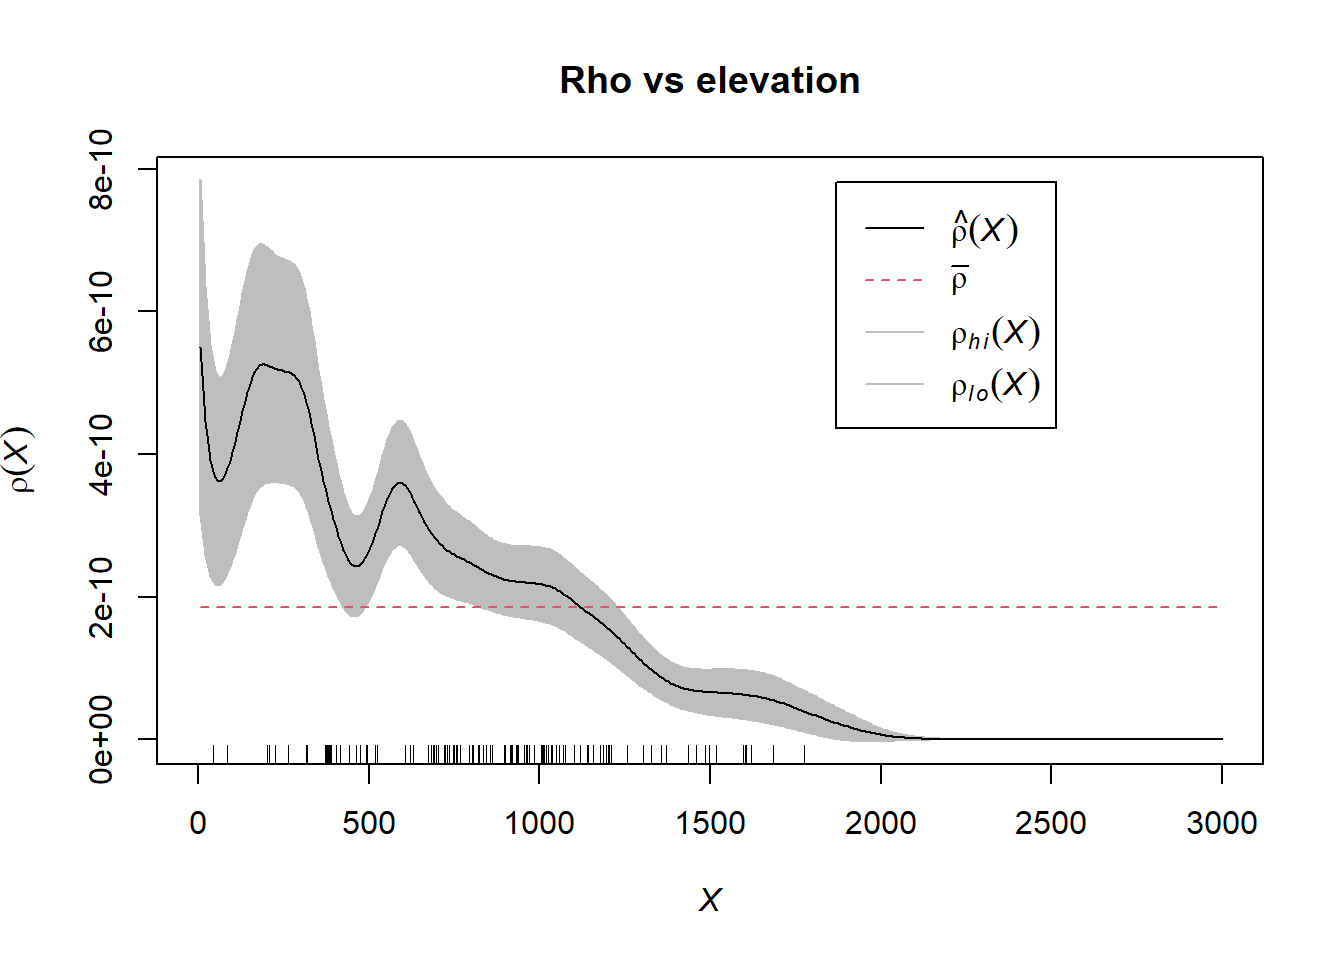 Rho vs elevation
ρ(X)
8e-10
6e-10
4e-10
2e-10
0e+00
ρ̂(X)
ρ̄
ρhi(X)
ρlo(X)
0 500 1000 1500 2000 2500 3000
X